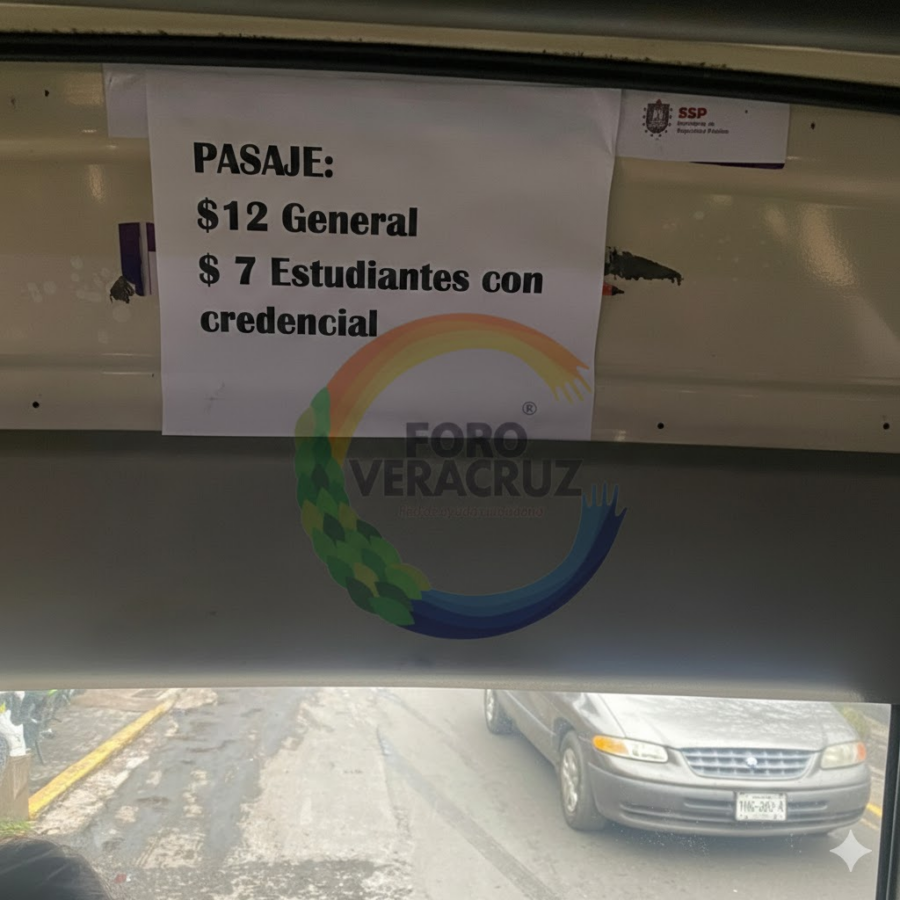 PASAJE:
$12 General
$ 7 Estudiantes con
credencial
SSP
®
FORO
VERACRUZ